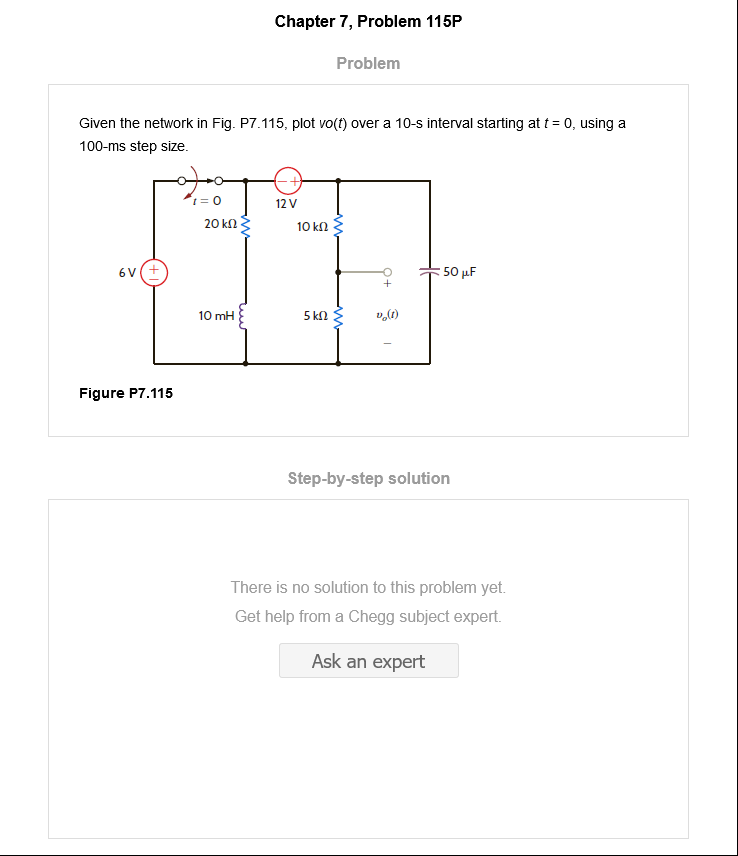 Chapter 7, Problem 115P
Problem
Given the network in Fig. P7.115, plot vo(t) over a 10-s interval starting at t = 0, using a
100-ms step size.
t = 0
12 V
20 kΩ
10 kΩ
6 V
+
50 μF
10 mH
5 kΩ
vₒ(t)
−
Figure P7.115
Step-by-step solution
There is no solution to this problem yet.
Get help from a Chegg subject expert.
Ask an expert